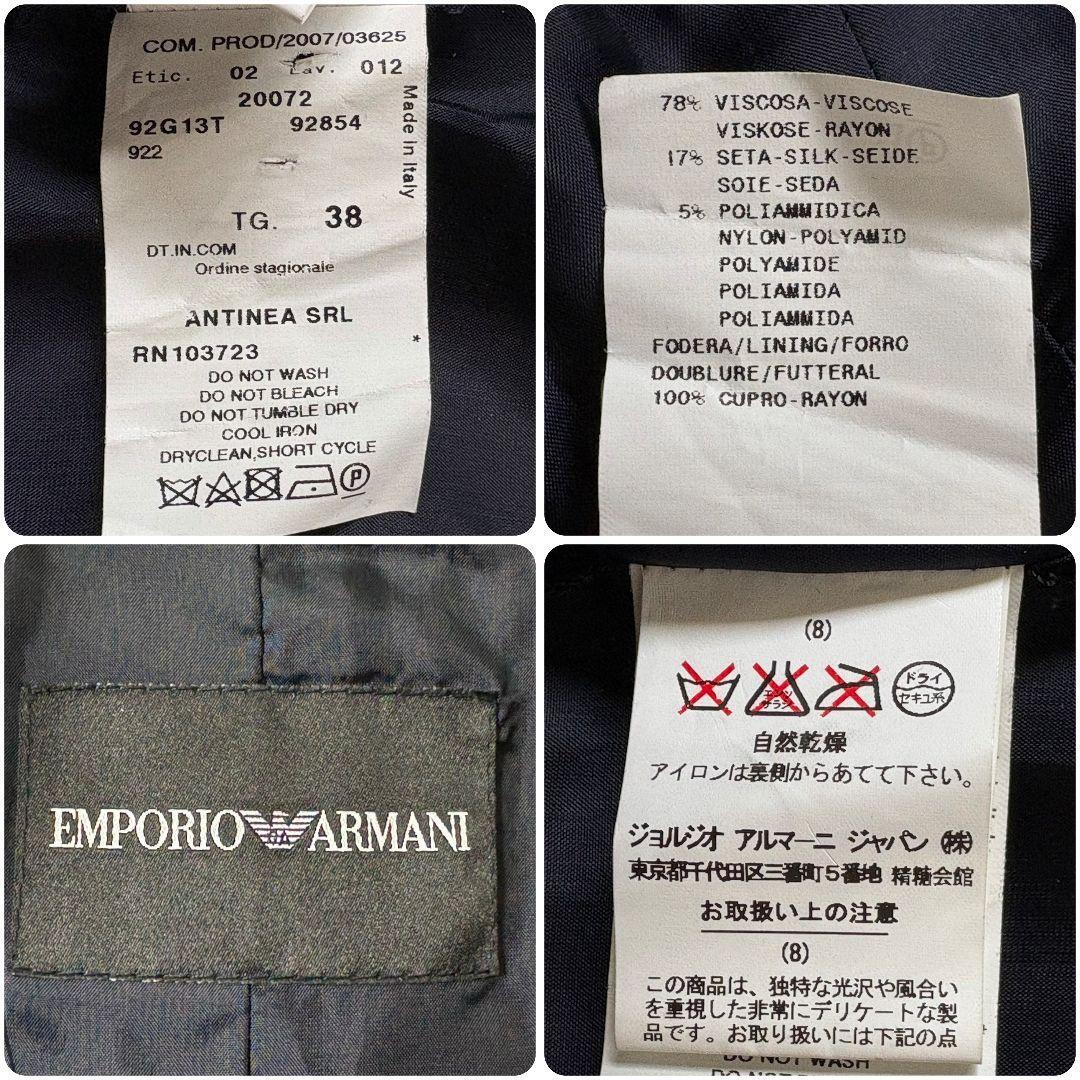 COM. PROD/2007/03625
Etic. 02 Lav. 012
20072
92G13T 92854
922
Made in Italy
TG. 38
DT.IN.COM
Ordine stagionale
ANTINEA SRL
RN103723 *
DO NOT WASH
DO NOT BLEACH
DO NOT TUMBLE DRY
COOL IRON
DRYCLEAN,SHORT CYCLE
P
78% VISCOSA-VISCOSE
VISKOSE-RAYON
17% SETA-SILK-SEIDE
SOIE-SEDA
5% POLIAMMIDICA
NYLON-POLYAMID
POLYAMIDE
POLIAMIDA
POLIAMMIDA
FODERA/LINING/FORRO
DOUBLURE/FUTTERAL
100% CUPRO-RAYON
EMPORIO GA ARMANI
(8)
エンソ
サラシ
ドライ
セキユ系
自然乾燥
アイロンは裏側からあてて下さい。
ジョルジオ アルマーニ ジャパン ㈱
東京都千代田区三番町5番地 精糖会館
お取扱い上の注意
(8)
この商品は、独特な光沢や風合い
を重視した非常にデリケートな製
品です。お取り扱いには下記の点
DO NOT WASH